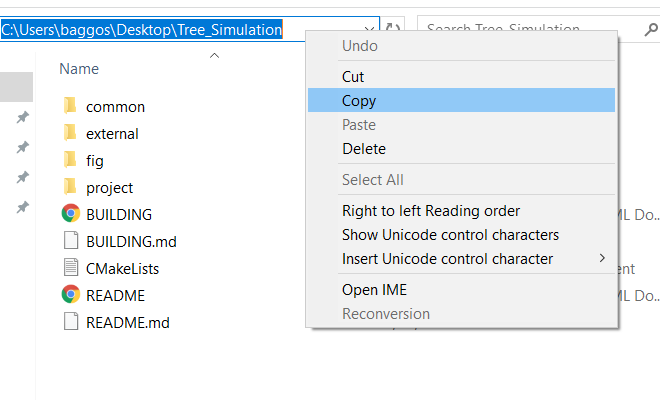 C:\Users\baggos\Desktop\Tree_Simulation
Search Tree_Simulation
Name
common
external
fig
project
BUILDING
BUILDING.md
CMakeLists
README
README.md
Undo
Cut
Copy
Paste
Delete
Select All
Right to left Reading order
Show Unicode control characters
Insert Unicode control character
Open IME
Reconversion
ML Do...
ML Do...